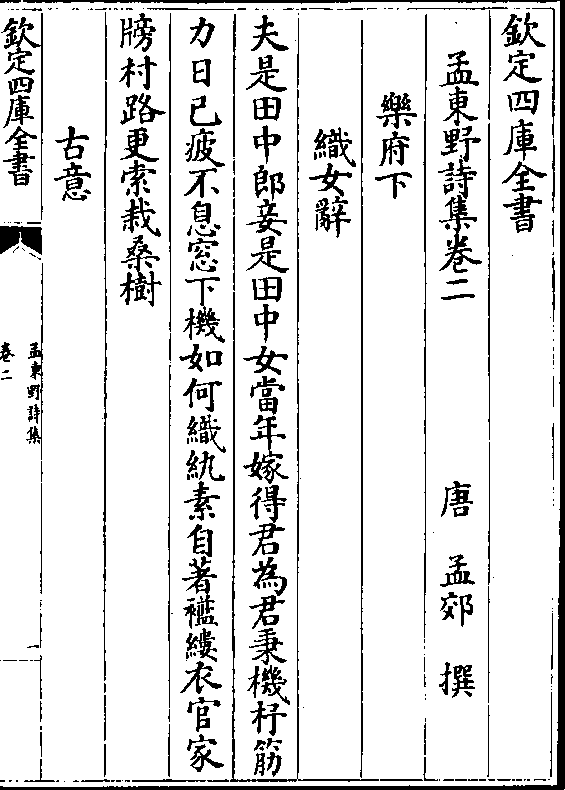 欽定四庫全書
孟東野詩集卷二
唐 孟郊 撰
樂府下
織女辭
夫是田中郎妾是田中女當年嫁得君為君秉機杼筋
力日已疲不息窓下機如何織紈素自著襤縷衣官家
牓村路更索栽桑樹
古意
欽定四庫全書
孟東野詩集
卷二
一